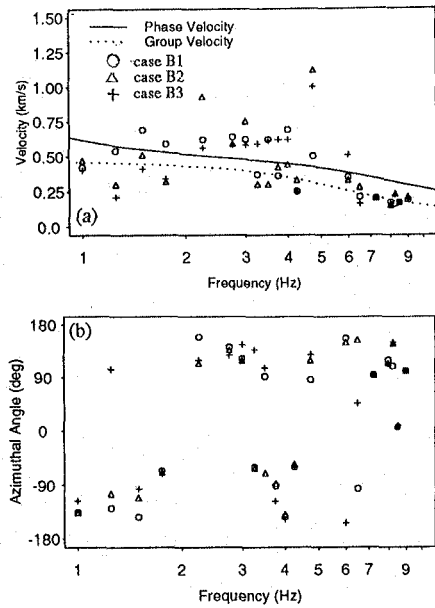 1.50
1.25
1.00
0.75
0.50
0.25
0.0
Velocity (km/s)
Phase Velocity
Group Velocity
case B1
case B2
case B3
(a)
1 2 3 4 5 6 7 9
Frequency (Hz)
(b)
180
90
0
-90
-180
Azimuthal Angle (deg)
1 2 3 4 5 6 7 9
Frequency (Hz)